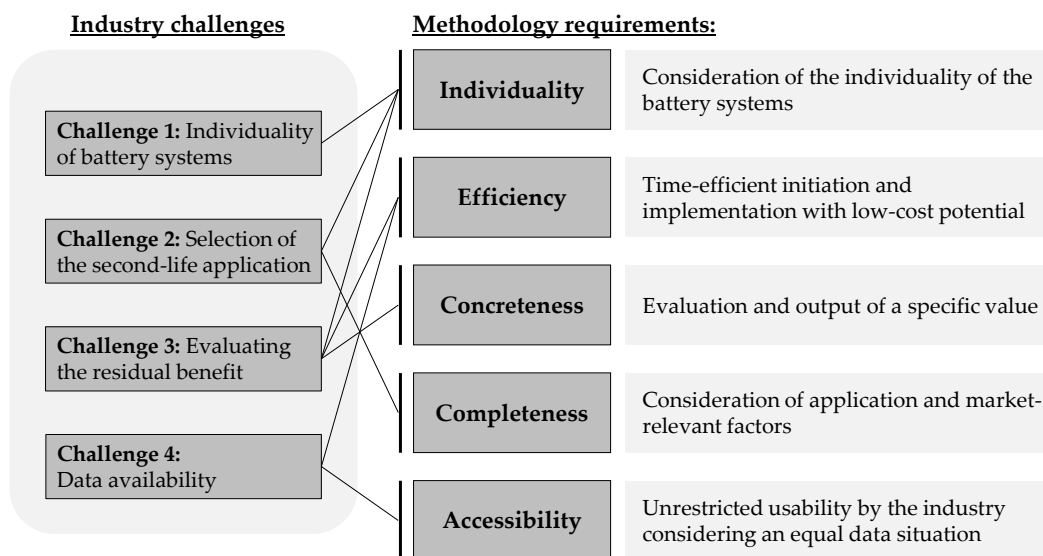 Industry challenges
Challenge 1: Individuality
of battery systems
Challenge 2: Selection of
the second-life application
Challenge 3: Evaluating
the residual benefit
Challenge 4:
Data availability
Methodology requirements:
Individuality
Consideration of the individuality of the
battery systems
Efficiency
Time-efficient initiation and
implementation with low-cost potential
Concreteness
Evaluation and output of a specific value
Completeness
Consideration of application and market-
relevant factors
Accessibility
Unrestricted usability by the industry
considering an equal data situation